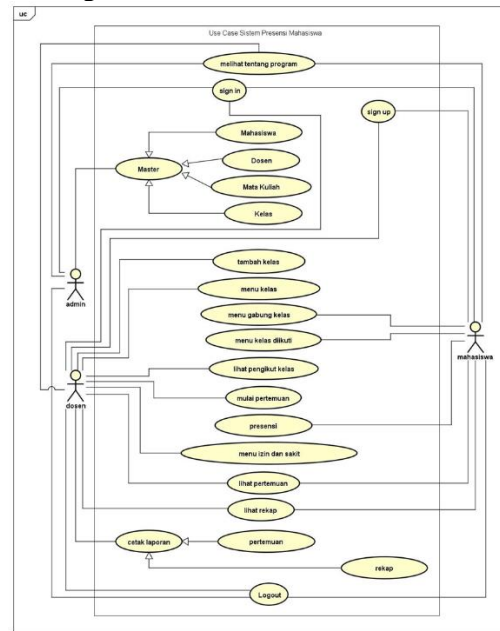 uc
Use Case Sistem Presensi Mahasiswa
melihat tentang program
sign in
sign up
Mahasiswa
Dosen
Master
Mata Kuliah
Kelas
tambah kelas
admin
menu kelas
menu gabung kelas
menu kelas diikuti
mahasiswa
lihat pengikut kelas
dosen
mulai pertemuan
presensi
menu izin dan sakit
lihat pertemuan
lihat rekap
cetak laporan
pertemuan
rekap
Logout